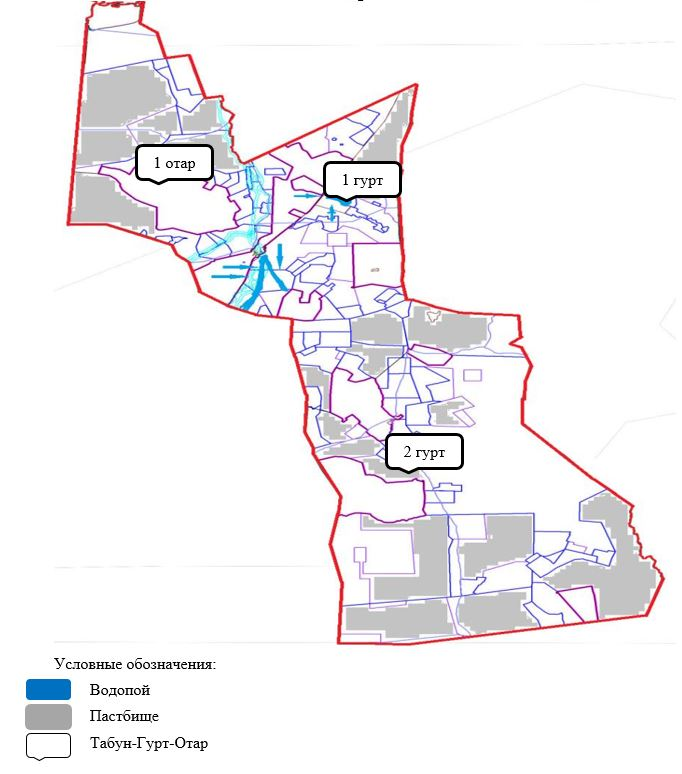 1 отар
1 гурт
2 гурт
Условные обозначения:
Водопой
Пастбище
Табун-Гурт-Отар